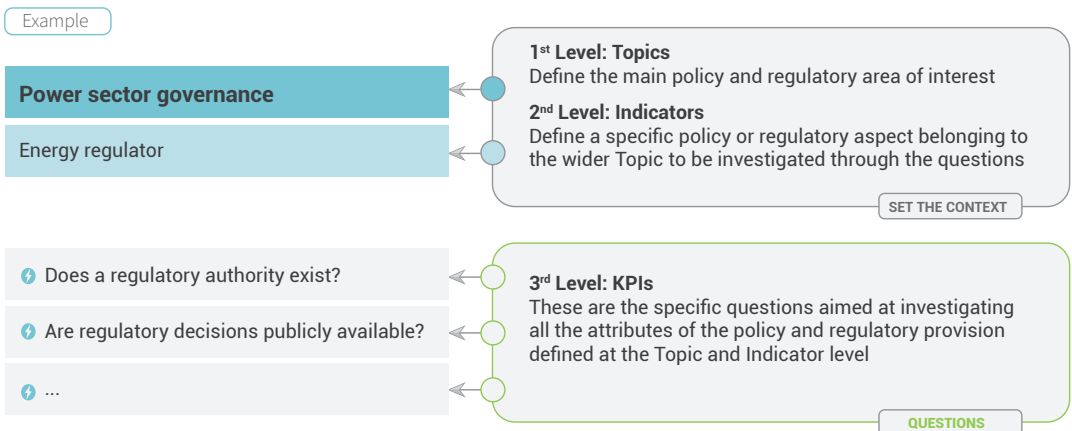 Example
Power sector governance
Energy regulator
1st Level: Topics
Define the main policy and regulatory area of interest
2nd Level: Indicators
Define a specific policy or regulatory aspect belonging to
the wider Topic to be investigated through the questions
SET THE CONTEXT
Does a regulatory authority exist?
Are regulatory decisions publicly available?
...
3rd Level: KPIs
These are the specific questions aimed at investigating
all the attributes of the policy and regulatory provision
defined at the Topic and Indicator level
QUESTIONS